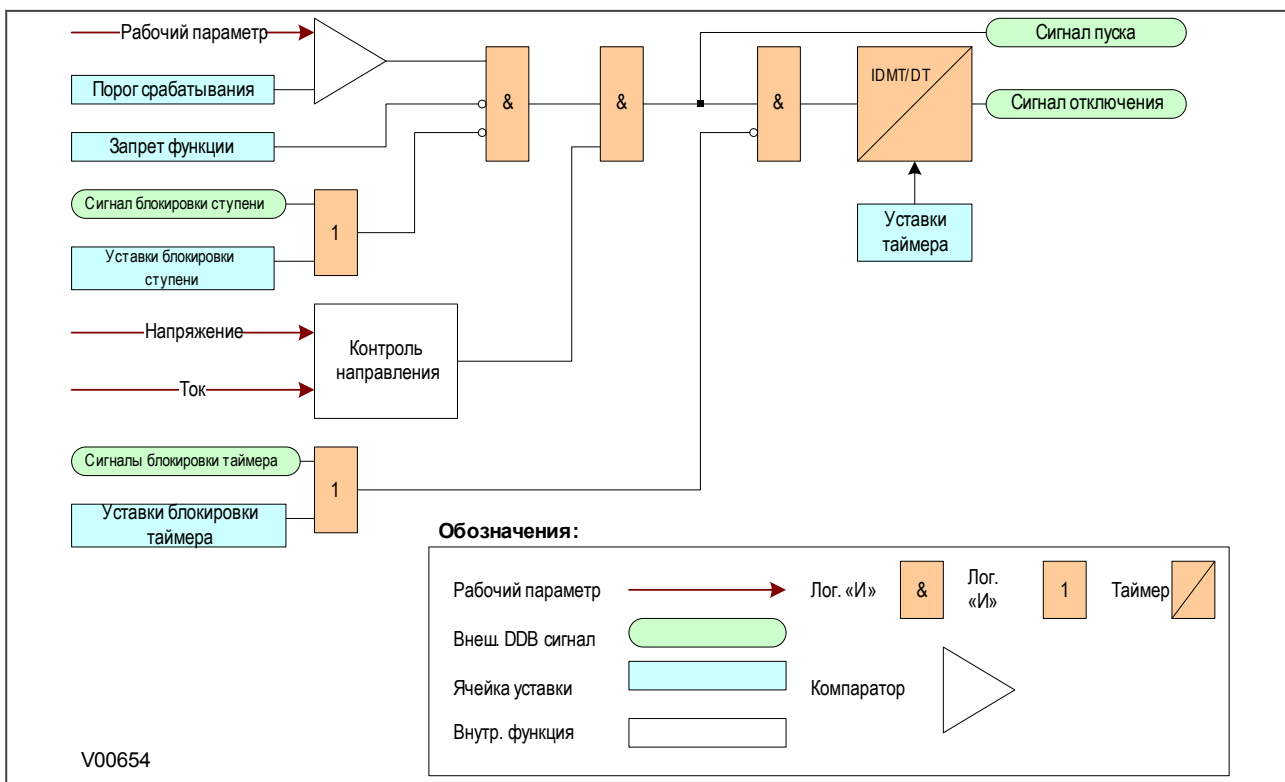 Рабочий параметр
Порог срабатывания
Запрет функции
Сигнал блокировки ступени
Уставки блокировки
ступени
1
&
&
&
IDMT/DT
Сигнал пуска
Сигнал отключения
Уставки
таймера
Напряжение
Ток
Контроль
направления
Сигналы блокировки таймера
Уставки блокировки
таймера
1
Обозначения:
Рабочий параметр
Внеш. DDB сигнал
Ячейка уставки
Внутр. функция
Лог. «И»
&
Лог.
«И»
1
Таймер
Компаратор
V00654